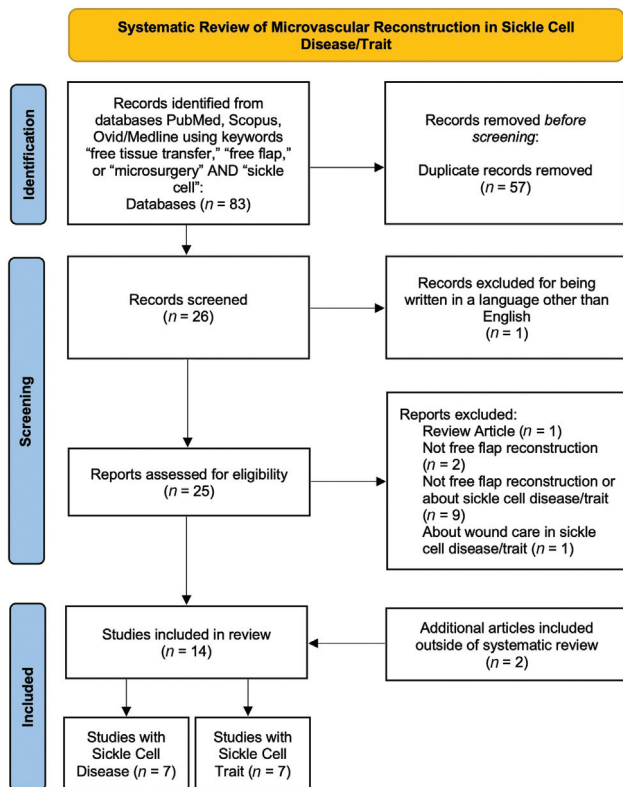 Systematic Review of Microvascular Reconstruction in Sickle Cell
Disease/Trait
Identification
Records identified from
databases PubMed, Scopus,
Ovid/Medline using keywords
“free tissue transfer,” “free flap,”
or “microsurgery” AND “sickle
cell”:
Databases (n = 83)
Records removed before
screening:
Duplicate records removed
(n = 57)
Screening
Records screened
(n = 26)
Records excluded for being
written in a language other than
English
(n = 1)
Reports assessed for eligibility
(n = 25)
Reports excluded:
Review Article (n = 1)
Not free flap reconstruction
(n = 2)
Not free flap reconstruction or
about sickle cell disease/trait
(n = 9)
About wound care in sickle
cell disease/trait (n = 1)
Included
Studies included in review
(n = 14)
Additional articles included
outside of systematic review
(n = 2)
Studies with
Sickle Cell
Disease (n = 7)
Studies with
Sickle Cell
Trait (n = 7)